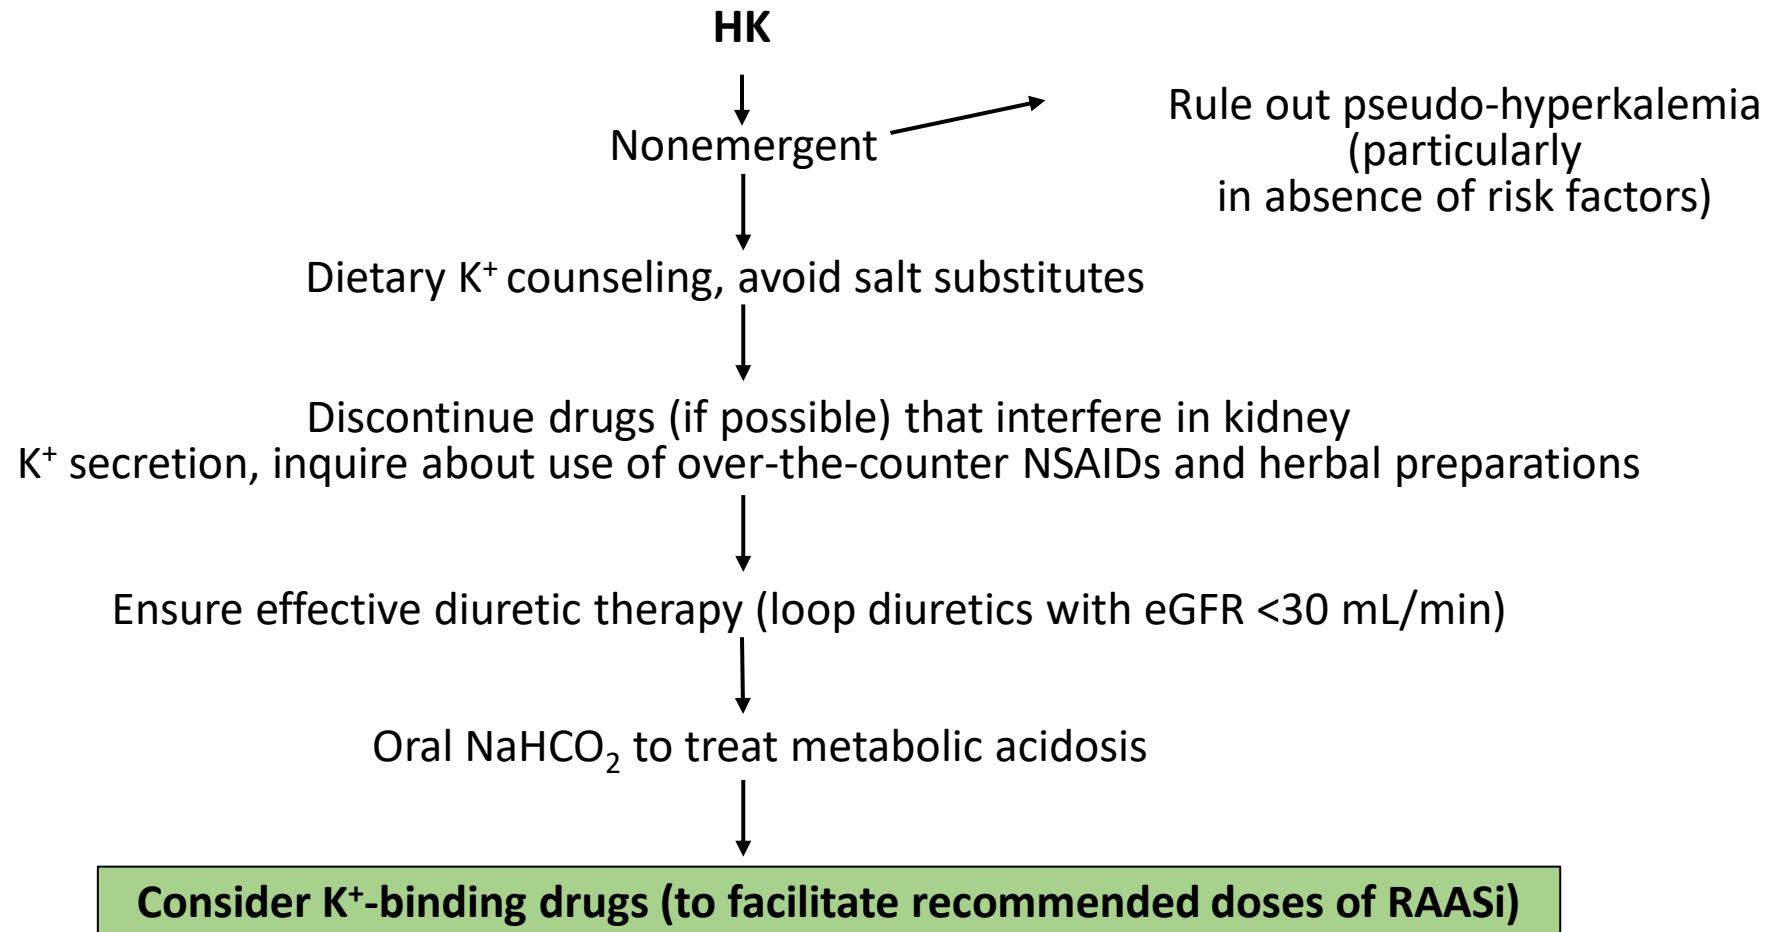 HK
Nonemergent
Rule out pseudo-hyperkalemia
(particularly
in absence of risk factors)
Dietary K⁺ counseling, avoid salt substitutes
Discontinue drugs (if possible) that interfere in kidney
K⁺ secretion, inquire about use of over-the-counter NSAIDs and herbal preparations
Ensure effective diuretic therapy (loop diuretics with eGFR <30 mL/min)
Oral NaHCO₂ to treat metabolic acidosis
Consider K⁺-binding drugs (to facilitate recommended doses of RAASi)